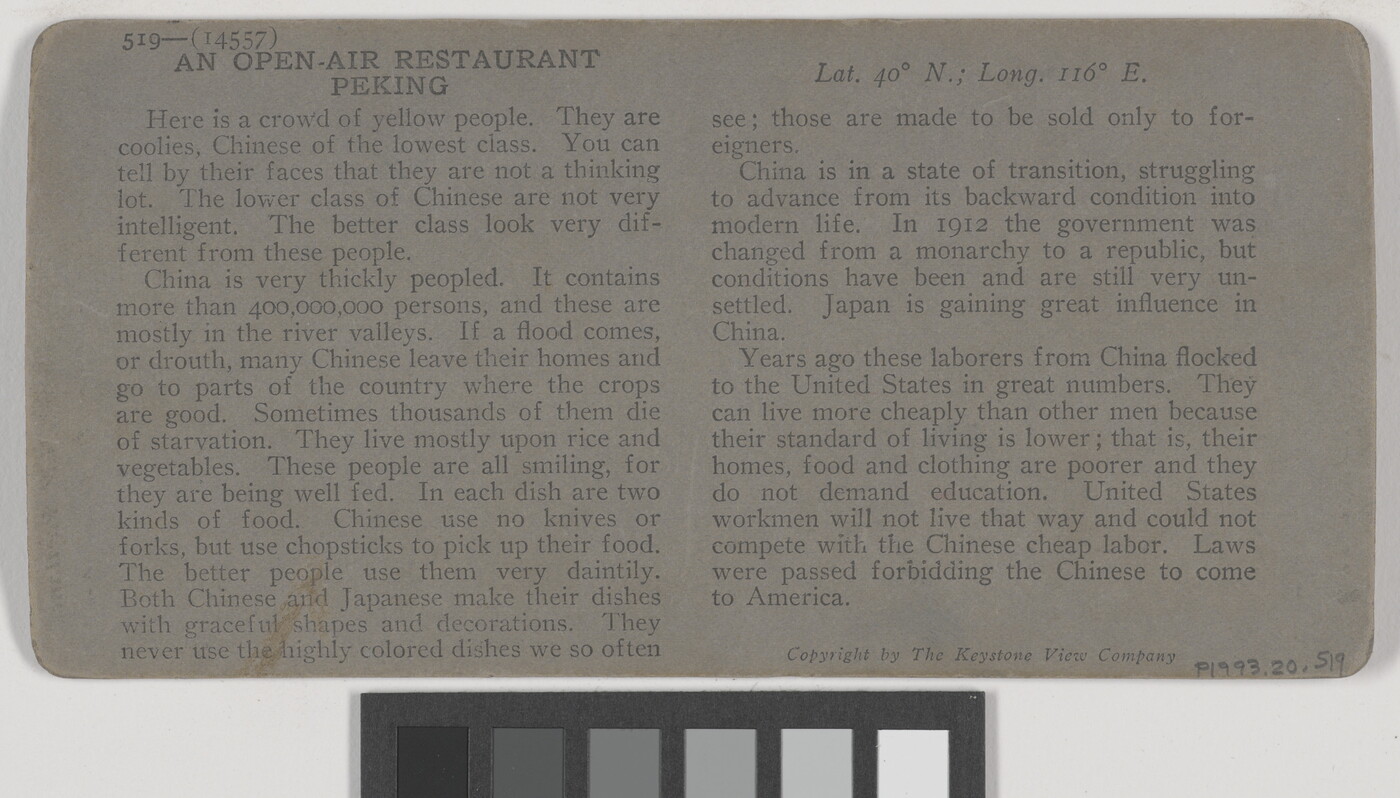 519—(14557)
AN OPEN-AIR RESTAURANT
PEKING
Here is a crowd of yellow people. They are
coolies, Chinese of the lowest class. You can
tell by their faces that they are not a thinking
lot. The lower class of Chinese are not very
intelligent. The better class look very dif-
ferent from these people.
China is very thickly peopled. It contains
more than 400,000,000 persons, and these are
mostly in the river valleys. If a flood comes,
or drouth, many Chinese leave their homes and
go to parts of the country where the crops
are good. Sometimes thousands of them die
of starvation. They live mostly upon rice and
vegetables. These people are all smiling, for
they are being well fed. In each dish are two
kinds of food. Chinese use no knives or
forks, but use chopsticks to pick up their food.
The better people use them very daintily.
Both Chinese and Japanese make their dishes
with graceful shapes and decorations. They
never use the highly colored dishes we so often
Lat. 40° N.; Long. 116° E.
see; those are made to be sold only to for-
eigners.
China is in a state of transition, struggling
to advance from its backward condition into
modern life. In 1912 the government was
changed from a monarchy to a republic, but
conditions have been and are still very un-
settled. Japan is gaining great influence in
China.
Years ago these laborers from China flocked
to the United States in great numbers. They
can live more cheaply than other men because
their standard of living is lower; that is, their
homes, food and clothing are poorer and they
do not demand education. United States
workmen will not live that way and could not
compete with the Chinese cheap labor. Laws
were passed forbidding the Chinese to come
to America.
Copyright by The Keystone View Company
P1993.20.519